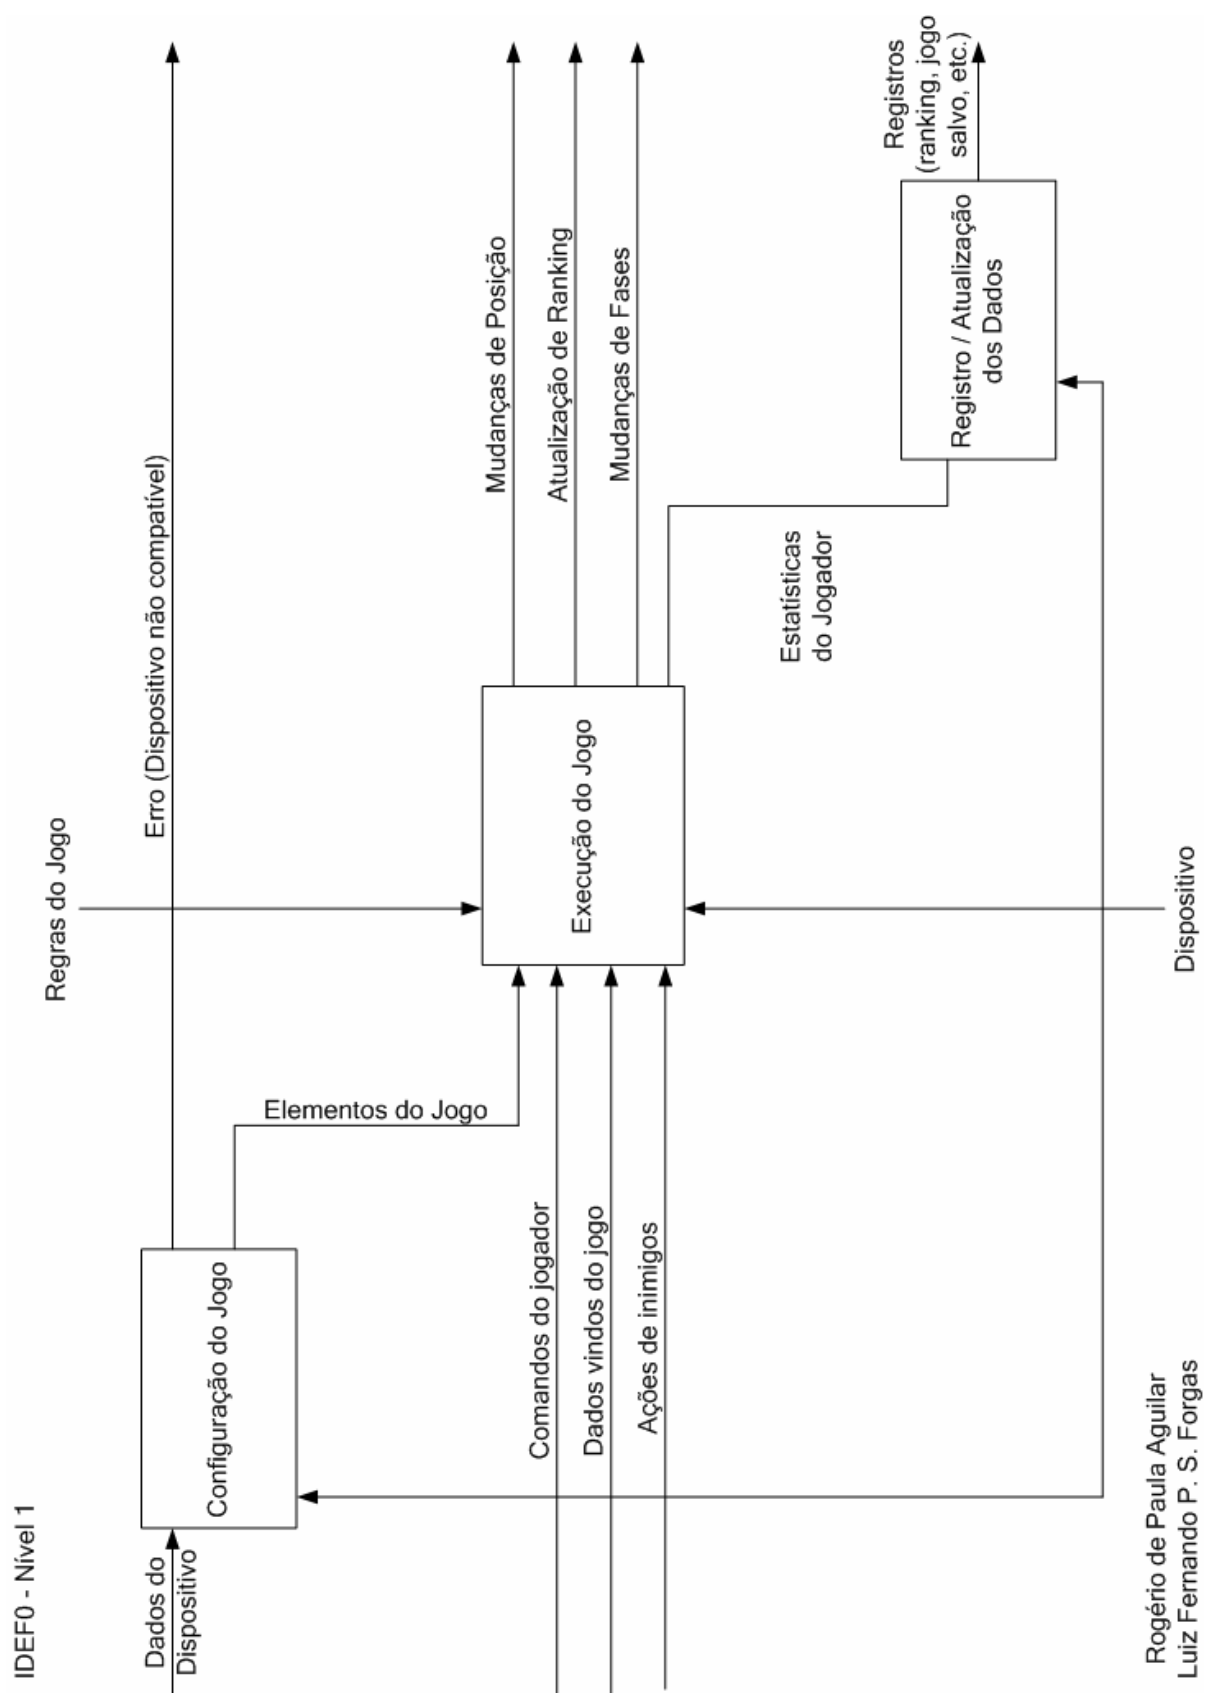 IDEF0 - Nível 1
Regras do Jogo
Erro (Dispositivo não compatível)
Dados do
Dispositivo
Configuração do Jogo
Elementos do Jogo
Comandos do jogador
Dados vindos do jogo
Ações de inimigos
Execução do Jogo
Mudanças de Posição
Atualização de Ranking
Mudanças de Fases
Estatísticas
do Jogador
Registro / Atualização
dos Dados
Registros
(ranking, jogo
salvo, etc.)
Dispositivo
Rogério de Paula Aguilar
Luiz Fernando P. S. Forgas